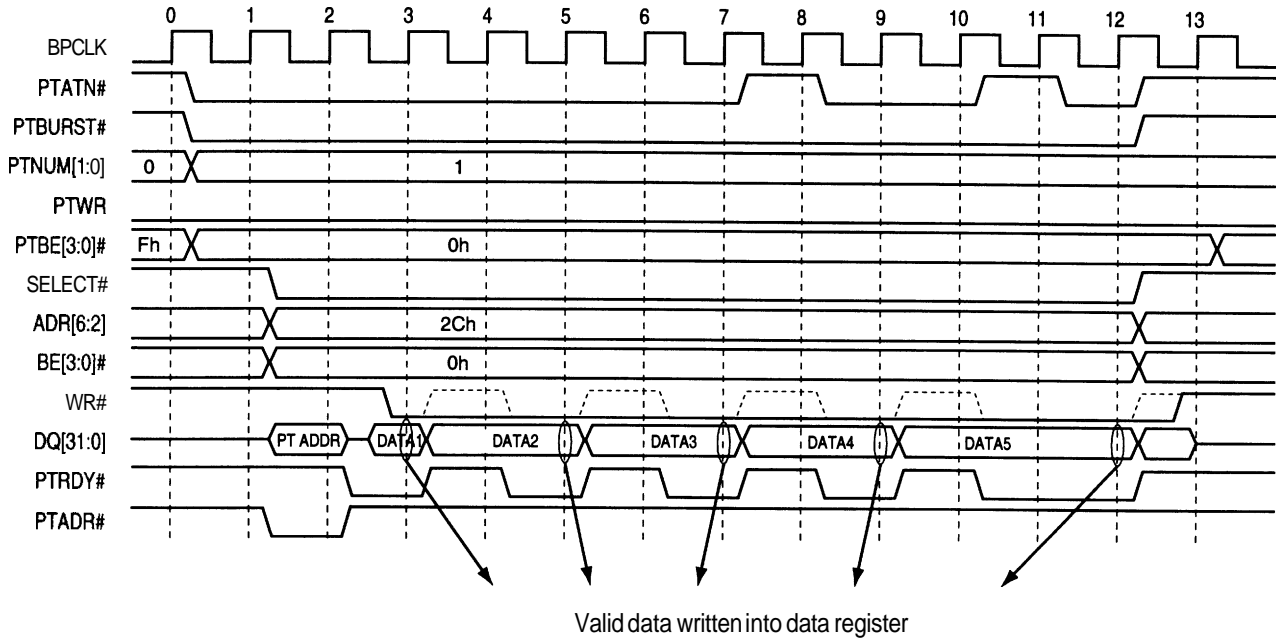 0 1 2 3 4 5 6 7 8 9 10 11 12 13
BPCLK
PTATN#
PTBURST#
PTNUM[1:0] 0 1
PTWR
PTBE[3:0]# Fh 0h
SELECT#
ADR[6:2] 2Ch
BE[3:0]# 0h
WR#
DQ[31:0] PT ADDR DATA1 DATA2 DATA3 DATA4 DATA5
PTRDY#
PTADR#
Valid data written into data register